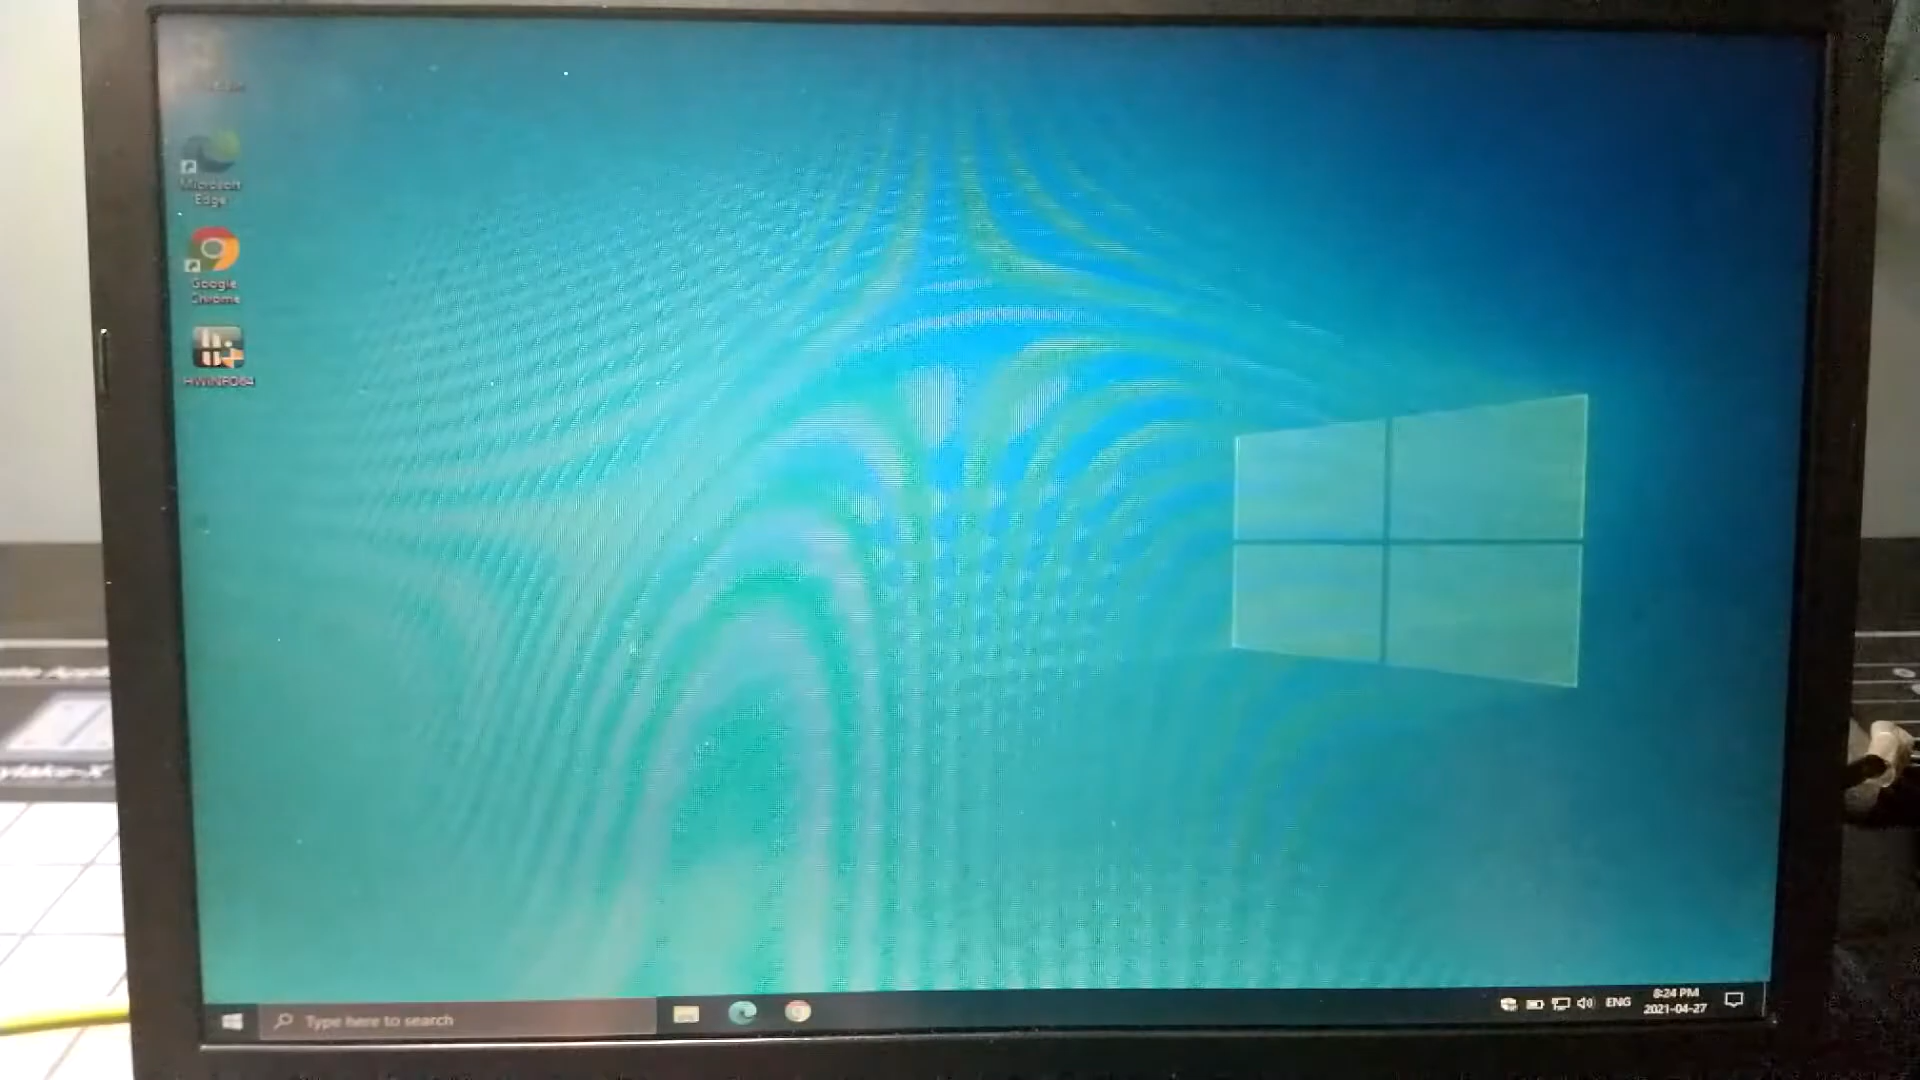 Microsoft
Edge
Google
Chrome
HWiNFO64
Type here to search
ENG
8:24 PM
2021-04-27